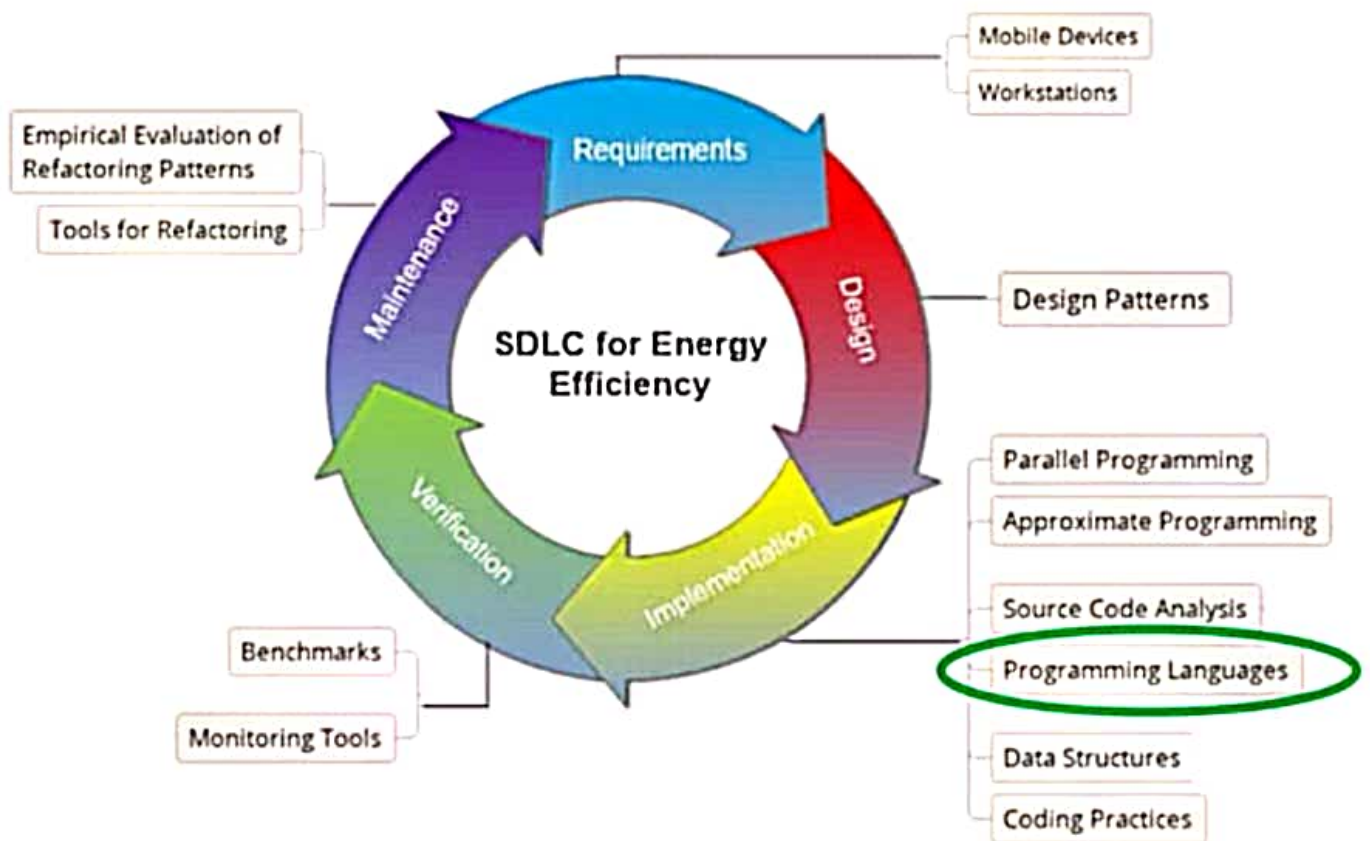 Mobile Devices
Workstations
Requirements
Empirical Evaluation of
Refactoring Patterns
Tools for Refactoring
Maintenance
Design
Design Patterns
SDLC for Energy
Efficiency
Parallel Programming
Approximate Programming
Verification
Implementation
Source Code Analysis
Programming Languages
Benchmarks
Monitoring Tools
Data Structures
Coding Practices